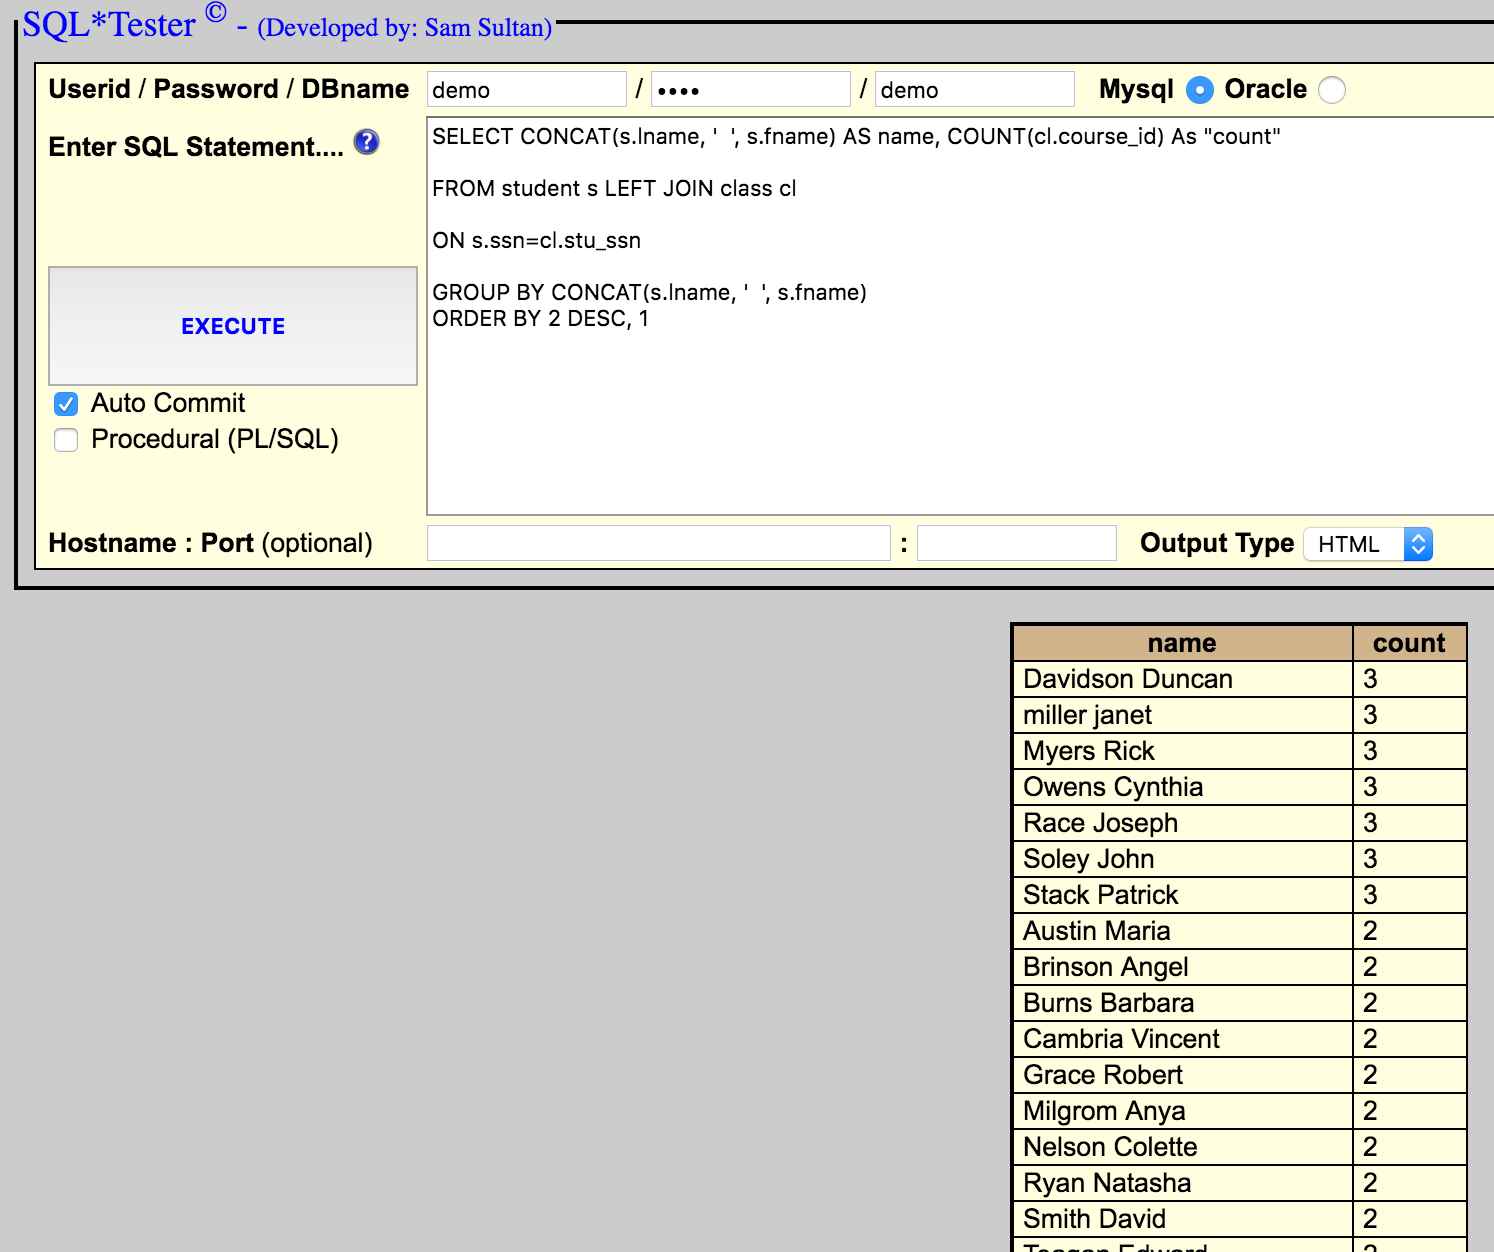 SQL*Tester © - (Developed by: Sam Sultan)
Userid / Password / DBname demo / •••• / demo Mysql Oracle
Enter SQL Statement.... ?
SELECT CONCAT(s.lname, '  ', s.fname) AS name, COUNT(cl.course_id) As "count"
FROM student s LEFT JOIN class cl
ON s.ssn=cl.stu_ssn
GROUP BY CONCAT(s.lname, '  ', s.fname)
ORDER BY 2 DESC, 1
EXECUTE
Auto Commit
Procedural (PL/SQL)
Hostname : Port (optional) : Output Type HTML
name count
Davidson Duncan 3
miller janet 3
Myers Rick 3
Owens Cynthia 3
Race Joseph 3
Soley John 3
Stack Patrick 3
Austin Maria 2
Brinson Angel 2
Burns Barbara 2
Cambria Vincent 2
Grace Robert 2
Milgrom Anya 2
Nelson Colette 2
Ryan Natasha 2
Smith David 2